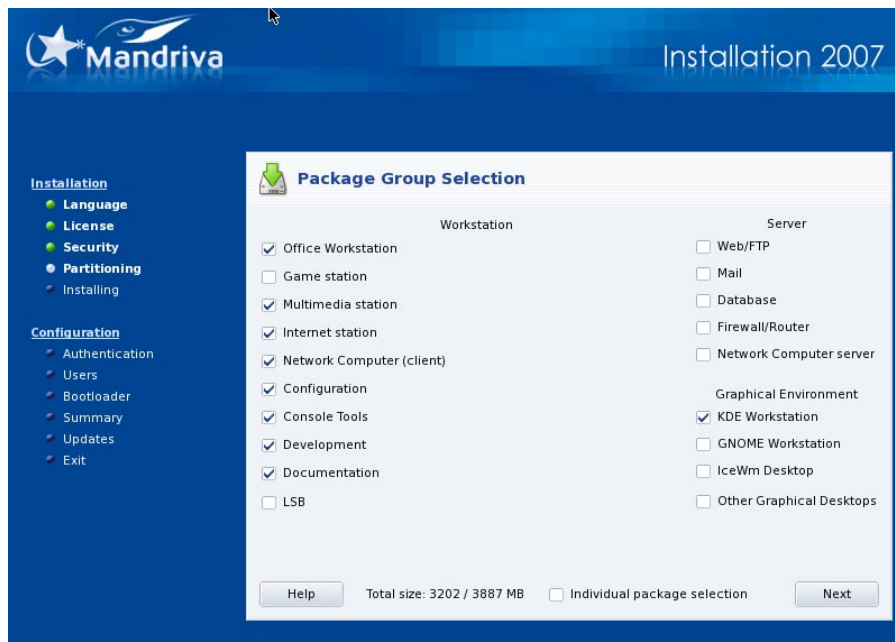 Mandriva
Installation 2007
Installation
Language
License
Security
Partitioning
Installing
Configuration
Authentication
Users
Bootloader
Summary
Updates
Exit
Package Group Selection
Workstation
Office Workstation
Game station
Multimedia station
Internet station
Network Computer (client)
Configuration
Console Tools
Development
Documentation
LSB
Server
Web/FTP
Mail
Database
Firewall/Router
Network Computer server
Graphical Environment
KDE Workstation
GNOME Workstation
IceWm Desktop
Other Graphical Desktops
Help
Total size: 3202 / 3887 MB
Individual package selection
Next